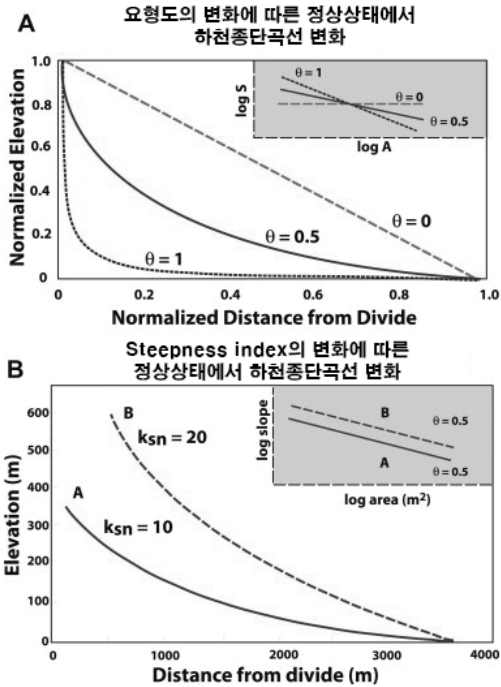 A
요형도의 변화에 따른 정상상태에서
하천종단곡선 변화
Normalized Elevation
1.0
0.8
0.6
0.4
0.2
0
0
0.2
0.4
0.6
0.8
1.0
Normalized Distance from Divide
θ = 0
θ = 0.5
θ = 1
log S
log A
θ = 1
θ = 0
θ = 0.5
B
Steepness index의 변화에 따른
정상상태에서 하천종단곡선 변화
Elevation (m)
600
500
400
300
200
100
0
0
1000
2000
3000
4000
Distance from divide (m)
B
ksn = 20
A
ksn = 10
log slope
log area (m²)
B
θ = 0.5
A
θ = 0.5